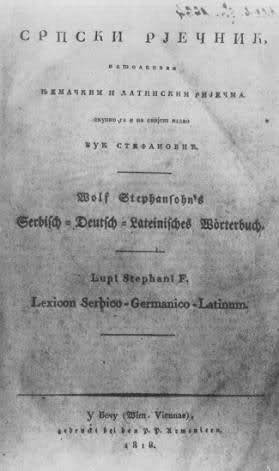 СРПСКИ РЈЕЧНИК,
истолкован
ЊЕМАЧКИМ И ЛАТИНСКИМ РИЈЕЧМА.
скупио га и на свијет издао
ВУК СТЕФАНОВИЋ.
Wolf Stephansohn's
Serbisch=Deutsch=Lateinisches Wörterbuch.
Lupi Stephani F.
Lexicon Serbico-Germanico-Latinum.
У Бечу (Wien, Viennae),
gedruckt bei den P. P. Armeniern,
1818.